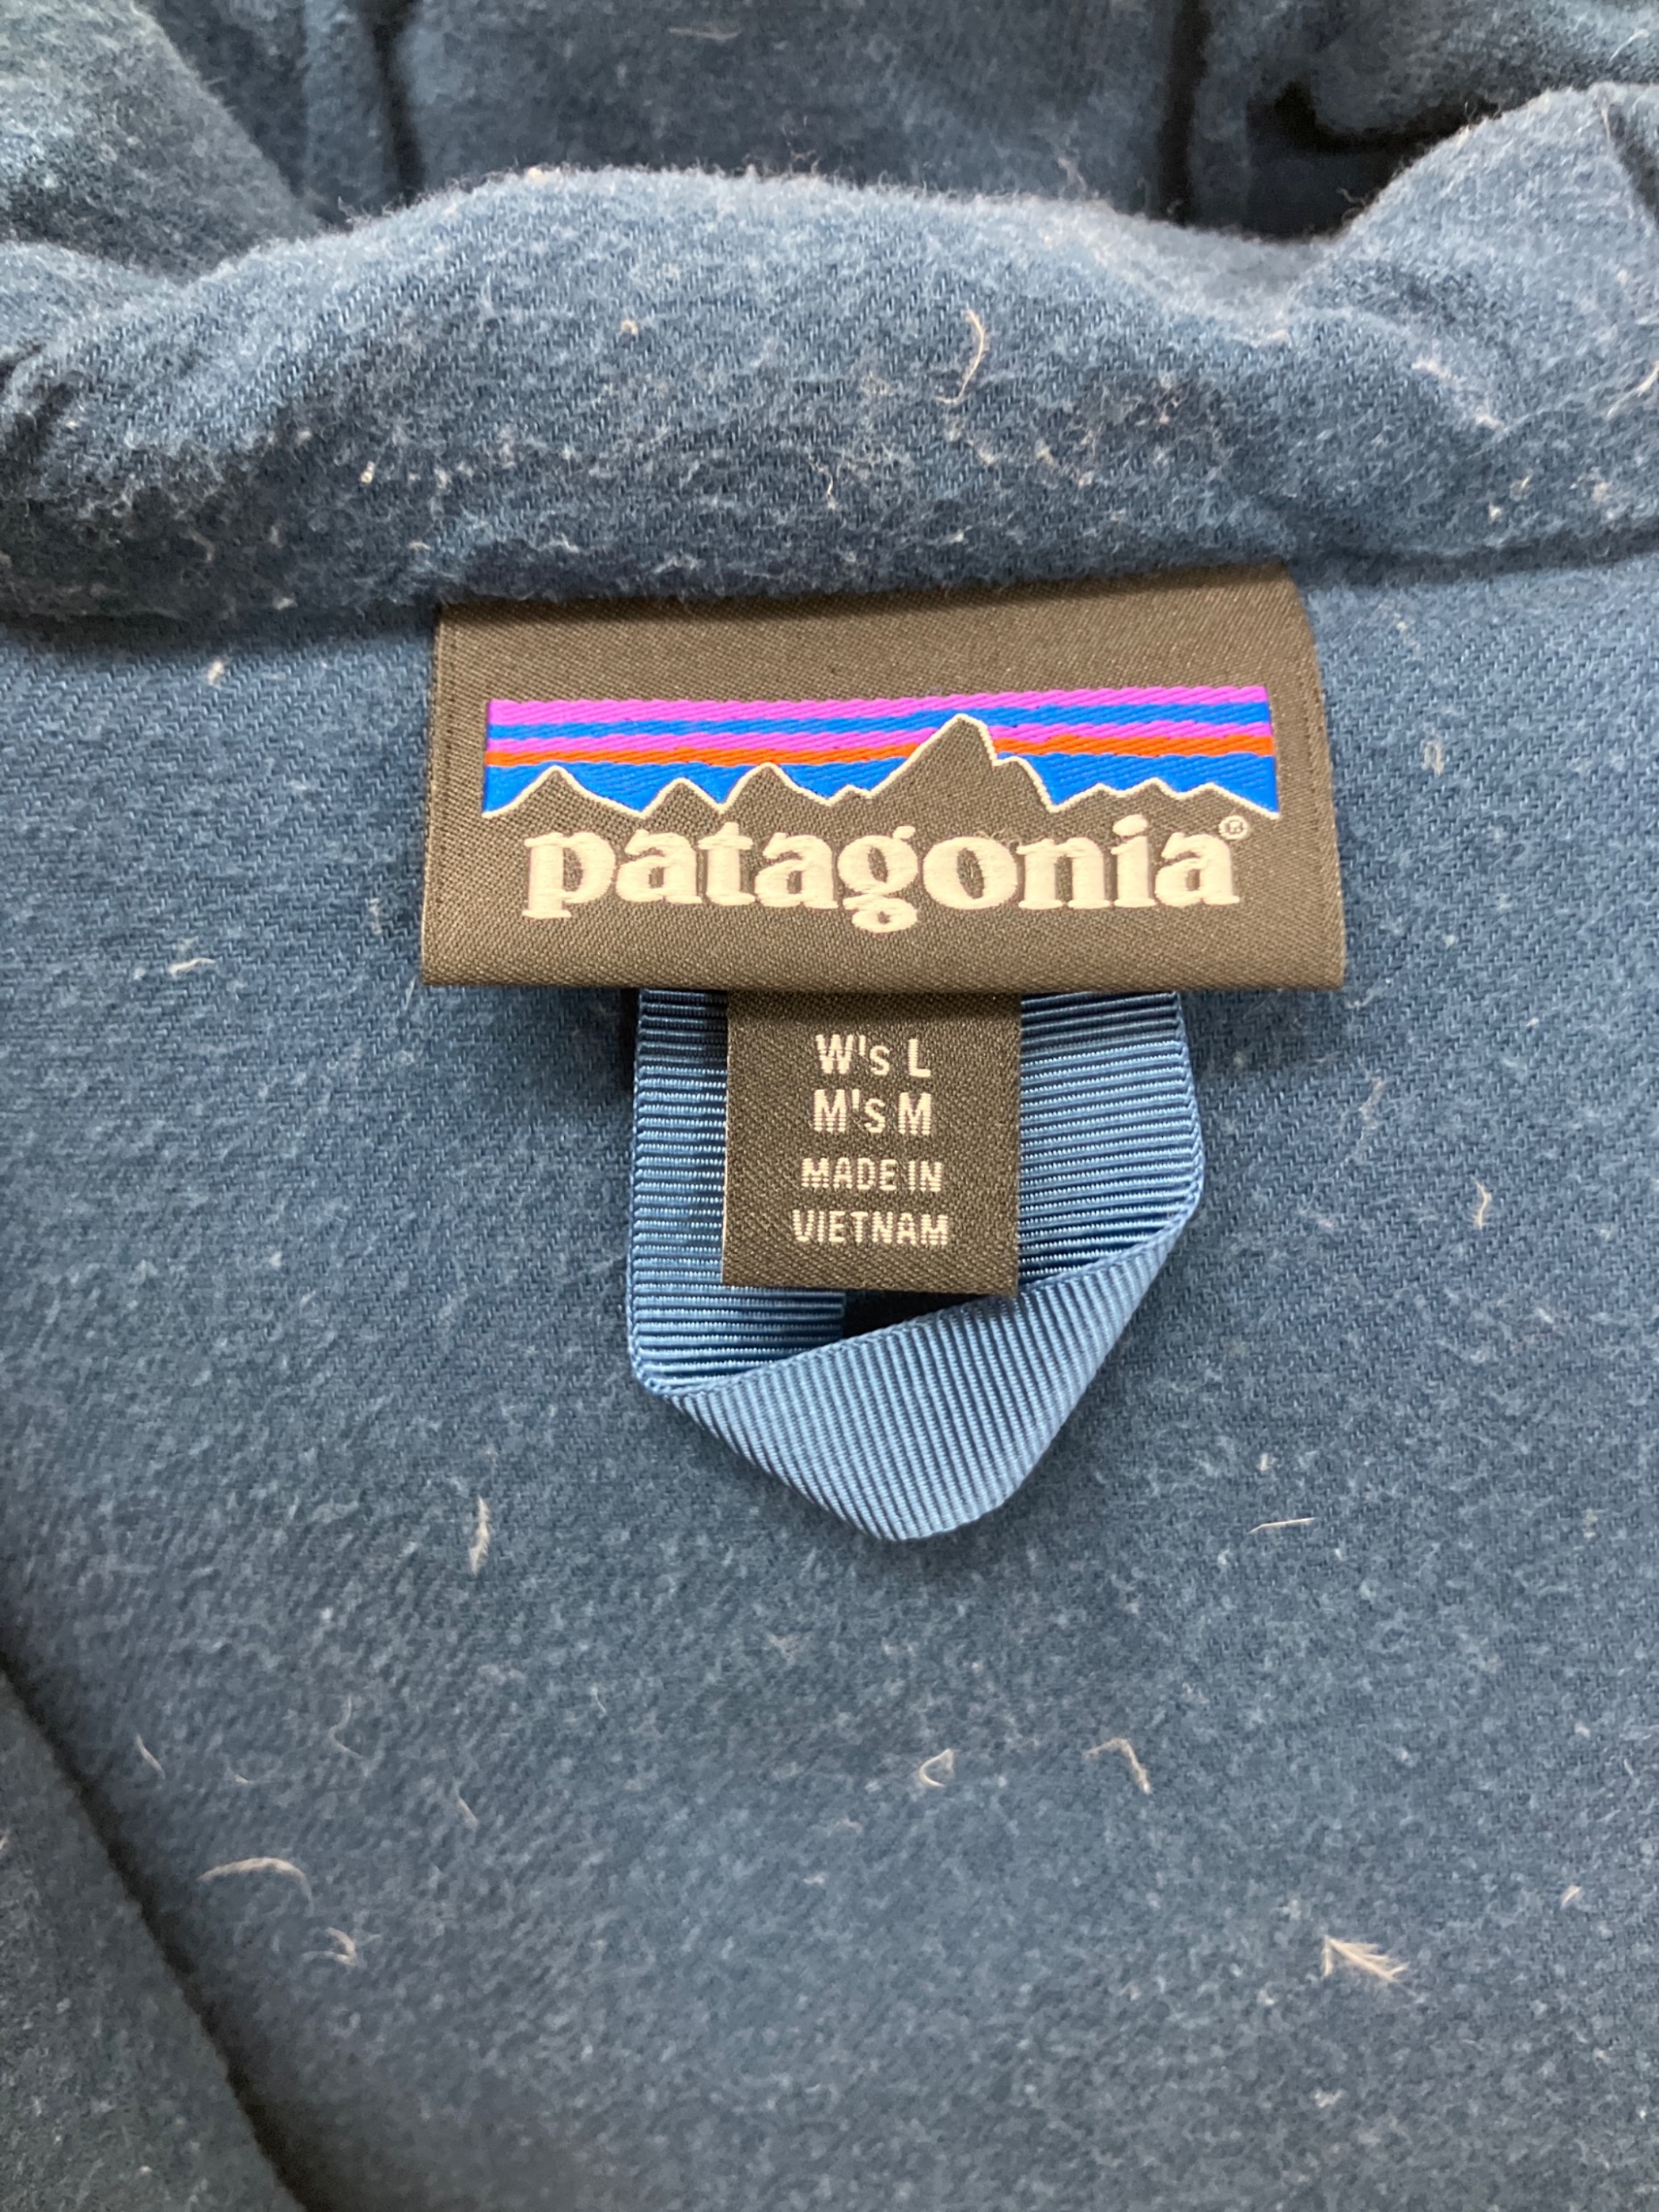 patagonia®
W's L
M's M
MADE IN
VIETNAM